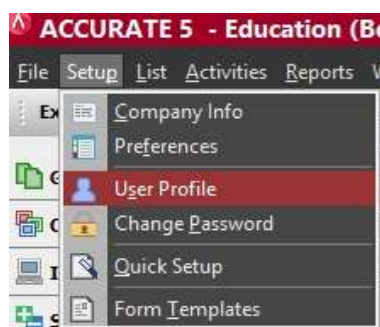 ACCURATE 5 - Education (B
File Setup List Activities Reports
Ex
Company Info
Preferences
User Profile
Change Password
Quick Setup
Form Templates